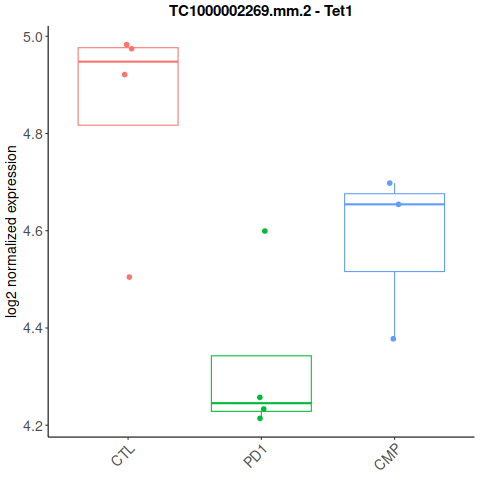 TC1000002269.mm.2 - Tet1
log2 normalized expression
5.0
4.8
4.6
4.4
4.2
CTL
PD1
CMP